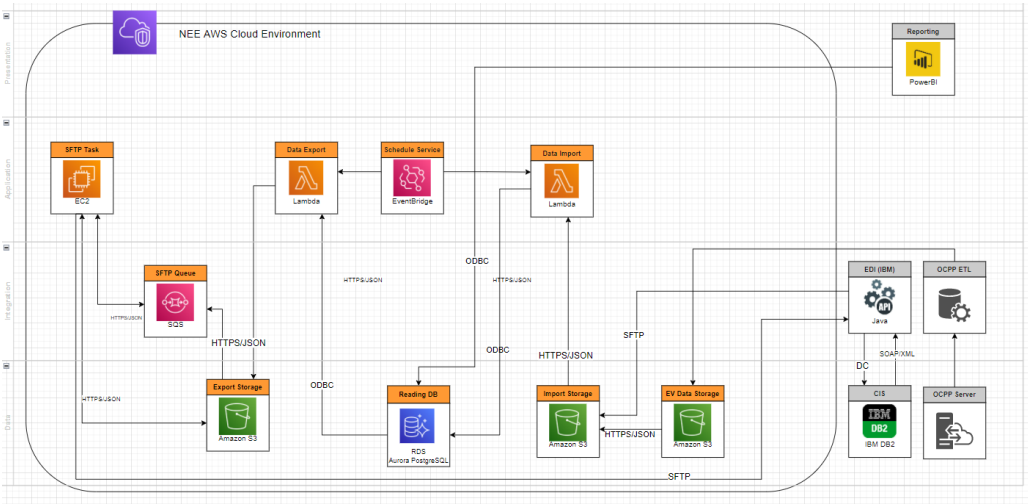 NEE AWS Cloud Environment
Reporting
PowerBI
Presentation
SFTP Task
EC2
Data Export
Lambda
Schedule Service
EventBridge
Data Import
Lambda
Application
ODBC
HTTPS/JSON
HTTPS/JSON
EDI (IBM)
Java
API
OCPP ETL
SFTP Queue
SQS
HTTPS/JSON
Integration
HTTPS/JSON
ODBC
HTTPS/JSON
SFTP
SOAP/XML
DC
Export Storage
Amazon S3
ODBC
HTTPS/JSON
Reading DB
RDS
Aurora PostgreSQL
Import Storage
Amazon S3
HTTPS/JSON
EV Data Storage
Amazon S3
CIS
IBM
DB2
IBM DB2
OCPP Server
Data
SFTP